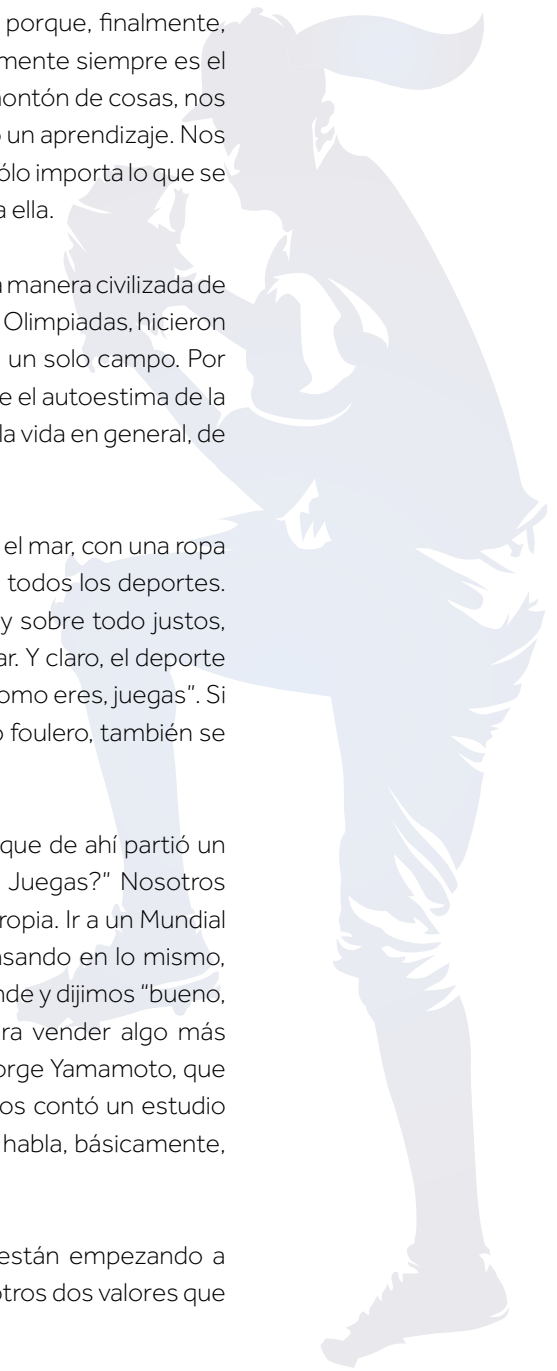 porque, finalmente,
mente siempre es el
montón de cosas, nos
o un aprendizaje. Nos
ólo importa lo que se
a ella.
a manera civilizada de
Olimpiadas, hicieron
un solo campo. Por
e el autoestima de la
la vida en general, de
el mar, con una ropa
todos los deportes.
y sobre todo justos,
ar. Y claro, el deporte
omo eres, juegas". Si
o foulero, también se
que de ahí partió un
Juegas?" Nosotros
ropia. Ir a un Mundial
sando en lo mismo,
nde y dijimos "bueno,
ra vender algo más
orge Yamamoto, que
os contó un estudio
habla, básicamente,
están empezando a
otros dos valores que